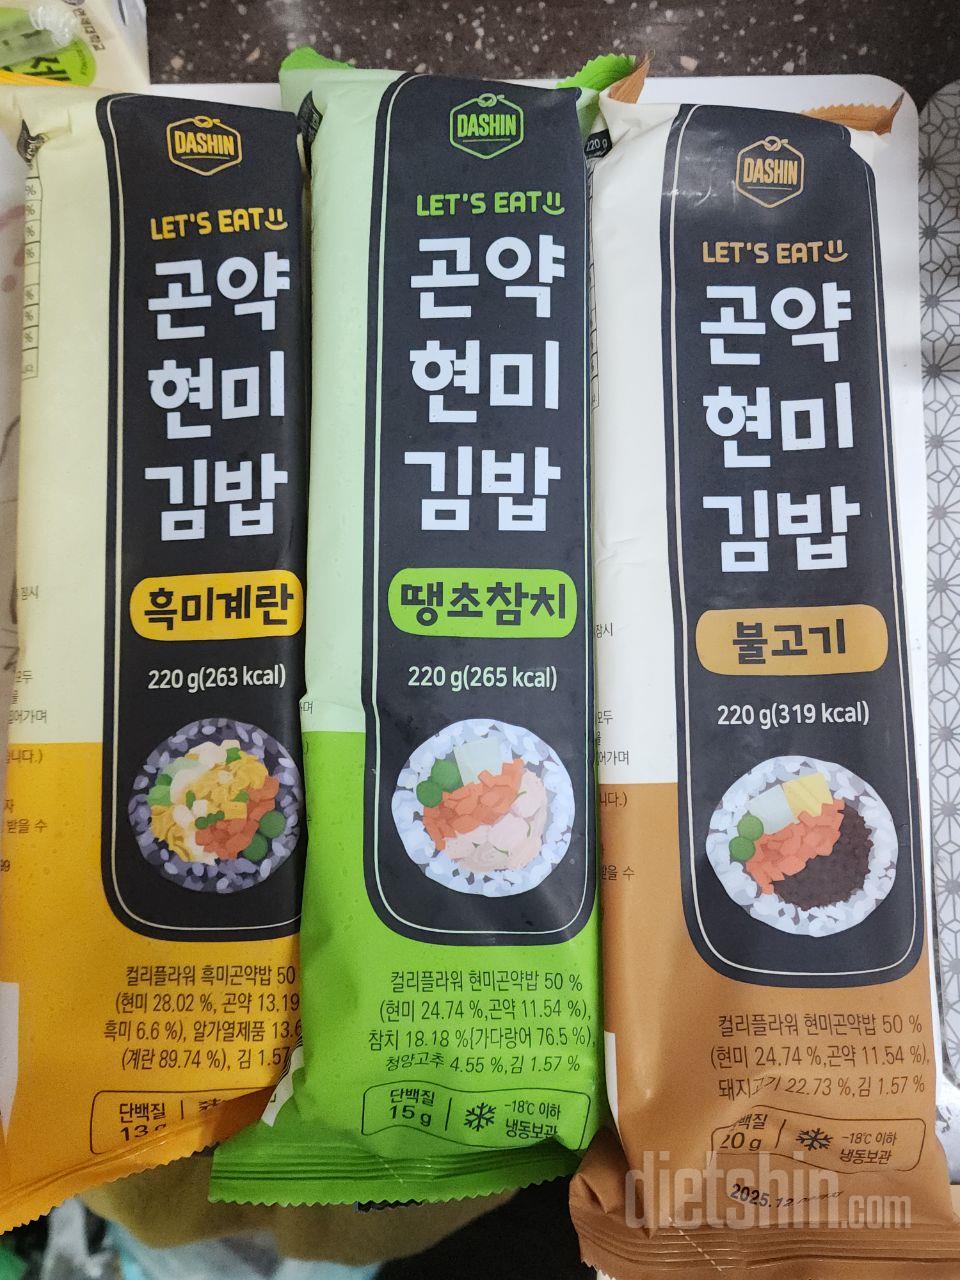 DASHIN
LET'S EAT
곤약
현미
김밥
흑미계란
220 g(263 kcal)
컬리플라워 흑미곤약밥 50
(현미 28.02 %, 곤약 13.19
흑미 6.6 %), 알가열제품 13.6
(계란 89.74 %), 김 1.57
단백질
13 g
DASHIN
LET'S EAT
곤약
현미
김밥
땡초참치
220 g(265 kcal)
컬리플라워 현미곤약밥 50 %
(현미 24.74 %,곤약 11.54 %),
참치 18.18 %{가다랑어 76.5 %},
청양고추 4.55 %,김 1.57 %
단백질
15 g
-18℃ 이하
냉동보관
220 g
DASHIN
LET'S EAT
곤약
현미
김밥
불고기
220 g(319 kcal)
컬리플라워 현미곤약밥 50 %
(현미 24.74 %,곤약 11.54 %),
돼지고기 22.73 %,김 1.57 %
단백질
20 g
-18℃ 이하
냉동보관
2025.12
dietshin.com